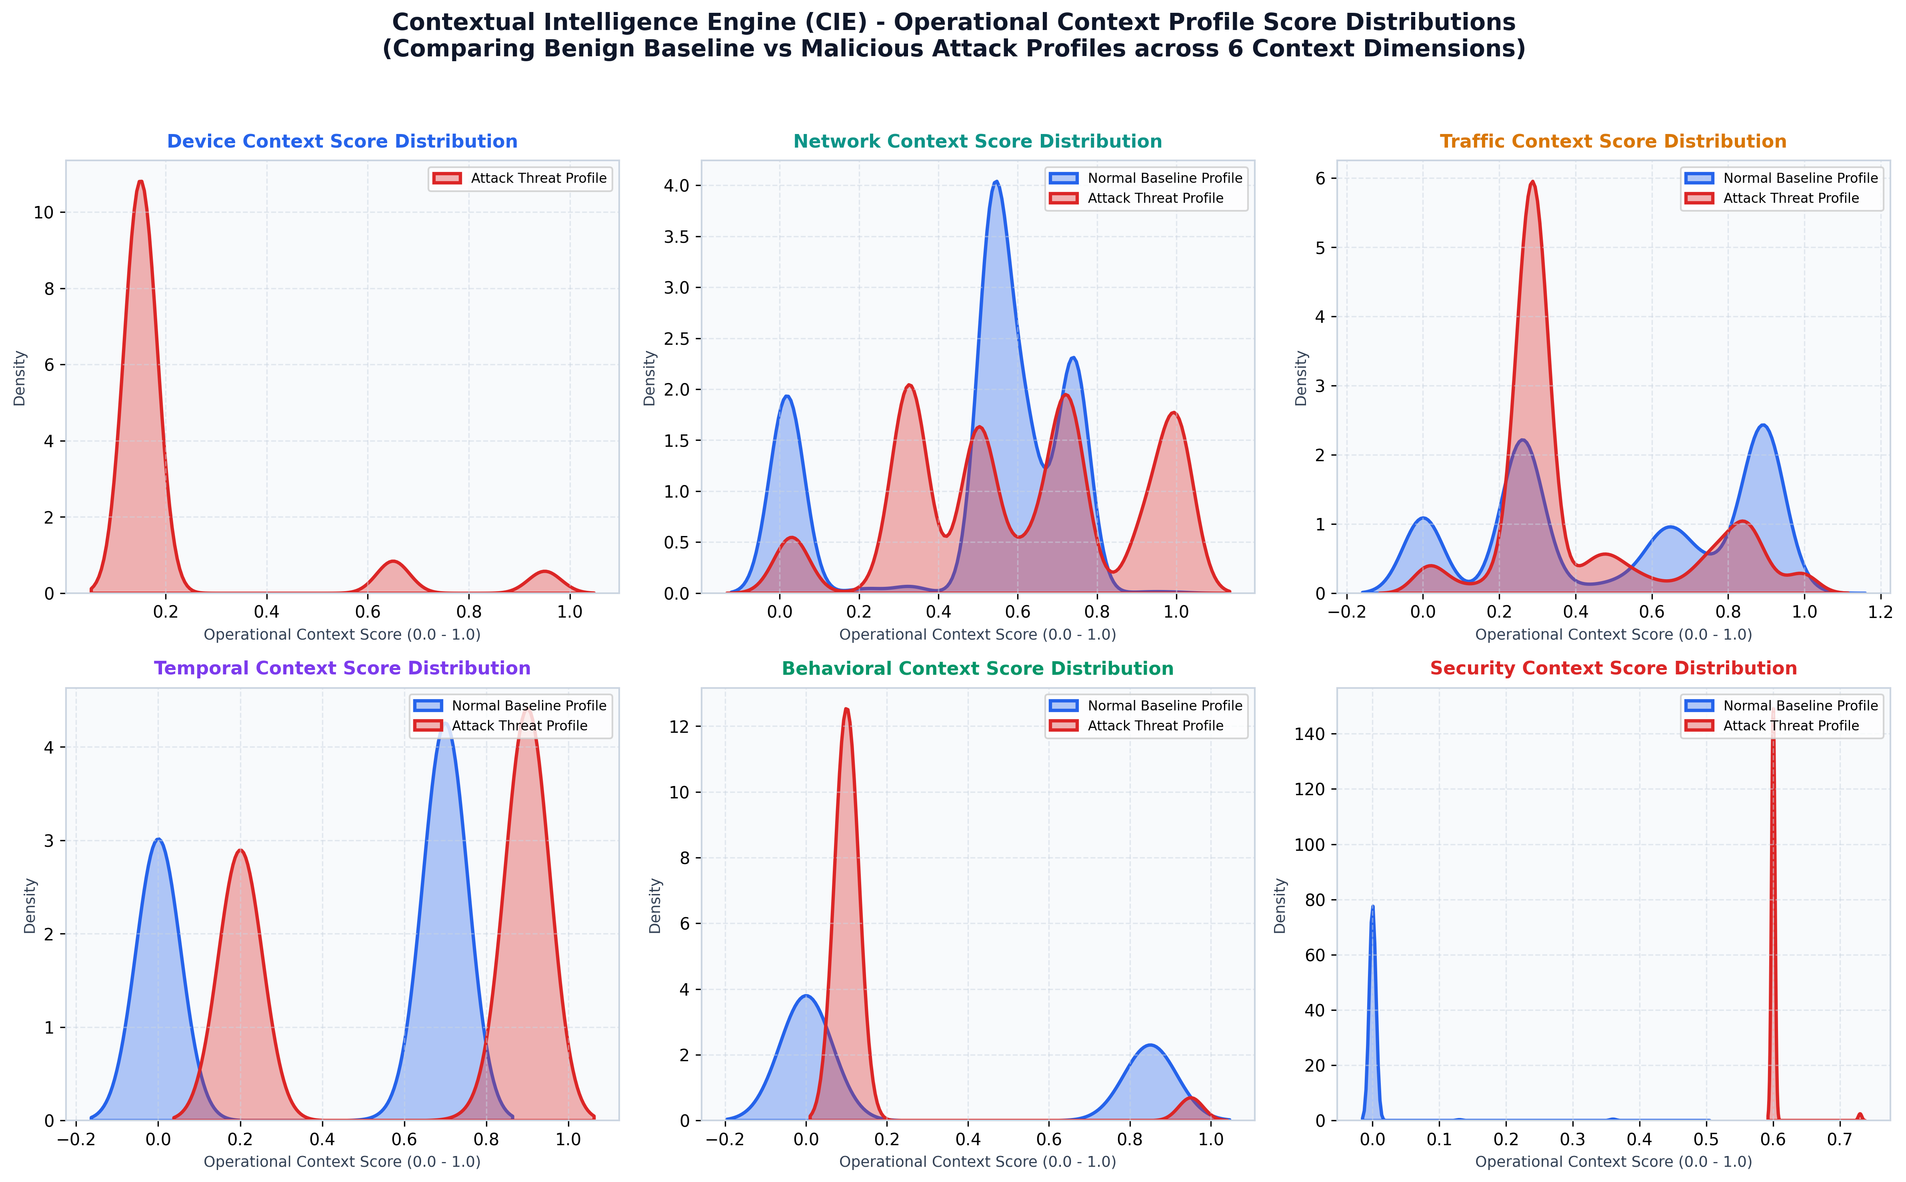 Contextual Intelligence Engine (CIE) - Operational Context Profile Score Distributions
(Comparing Benign Baseline vs Malicious Attack Profiles across 6 Context Dimensions)
Device Context Score Distribution
Attack Threat Profile
Density
10
8
6
4
2
0
0.2 0.4 0.6 0.8 1.0
Operational Context Score (0.0 - 1.0)
Network Context Score Distribution
Normal Baseline Profile
Attack Threat Profile
Density
4.0
3.5
3.0
2.5
2.0
1.5
1.0
0.5
0.0
0.0 0.2 0.4 0.6 0.8 1.0
Operational Context Score (0.0 - 1.0)
Traffic Context Score Distribution
Normal Baseline Profile
Attack Threat Profile
Density
6
5
4
3
2
1
0
−0.2 0.0 0.2 0.4 0.6 0.8 1.0 1.2
Operational Context Score (0.0 - 1.0)
Temporal Context Score Distribution
Normal Baseline Profile
Attack Threat Profile
Density
4
3
2
1
0
−0.2 0.0 0.2 0.4 0.6 0.8 1.0
Operational Context Score (0.0 - 1.0)
Behavioral Context Score Distribution
Normal Baseline Profile
Attack Threat Profile
Density
12
10
8
6
4
2
0
−0.2 0.0 0.2 0.4 0.6 0.8 1.0
Operational Context Score (0.0 - 1.0)
Security Context Score Distribution
Normal Baseline Profile
Attack Threat Profile
Density
140
120
100
80
60
40
20
0
0.0 0.1 0.2 0.3 0.4 0.5 0.6 0.7
Operational Context Score (0.0 - 1.0)